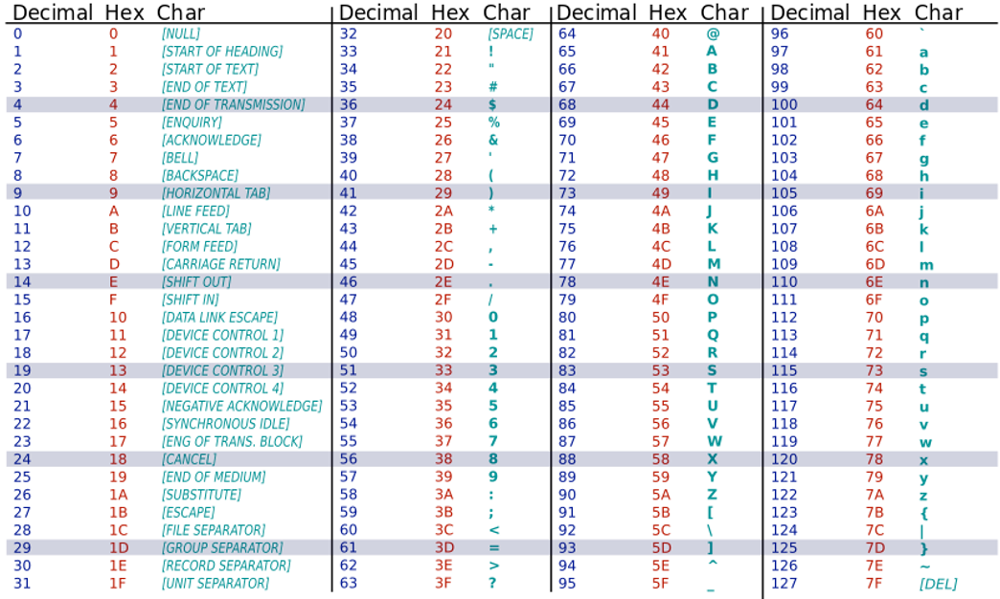 Decimal Hex Char Decimal Hex Char Decimal Hex Char Decimal Hex Char
0 0 [NULL] 32 20 [SPACE] 64 40 @ 96 60 `
1 1 [START OF HEADING] 33 21 ! 65 41 A 97 61 a
2 2 [START OF TEXT] 34 22 " 66 42 B 98 62 b
3 3 [END OF TEXT] 35 23 # 67 43 C 99 63 c
4 4 [END OF TRANSMISSION] 36 24 $ 68 44 D 100 64 d
5 5 [ENQUIRY] 37 25 % 69 45 E 101 65 e
6 6 [ACKNOWLEDGE] 38 26 & 70 46 F 102 66 f
7 7 [BELL] 39 27 ' 71 47 G 103 67 g
8 8 [BACKSPACE] 40 28 ( 72 48 H 104 68 h
9 9 [HORIZONTAL TAB] 41 29 ) 73 49 I 105 69 i
10 A [LINE FEED] 42 2A * 74 4A J 106 6A j
11 B [VERTICAL TAB] 43 2B + 75 4B K 107 6B k
12 C [FORM FEED] 44 2C , 76 4C L 108 6C l
13 D [CARRIAGE RETURN] 45 2D - 77 4D M 109 6D m
14 E [SHIFT OUT] 46 2E . 78 4E N 110 6E n
15 F [SHIFT IN] 47 2F / 79 4F O 111 6F o
16 10 [DATA LINK ESCAPE] 48 30 0 80 50 P 112 70 p
17 11 [DEVICE CONTROL 1] 49 31 1 81 51 Q 113 71 q
18 12 [DEVICE CONTROL 2] 50 32 2 82 52 R 114 72 r
19 13 [DEVICE CONTROL 3] 51 33 3 83 53 S 115 73 s
20 14 [DEVICE CONTROL 4] 52 34 4 84 54 T 116 74 t
21 15 [NEGATIVE ACKNOWLEDGE] 53 35 5 85 55 U 117 75 u
22 16 [SYNCHRONOUS IDLE] 54 36 6 86 56 V 118 76 v
23 17 [ENG OF TRANS. BLOCK] 55 37 7 87 57 W 119 77 w
24 18 [CANCEL] 56 38 8 88 58 X 120 78 x
25 19 [END OF MEDIUM] 57 39 9 89 59 Y 121 79 y
26 1A [SUBSTITUTE] 58 3A : 90 5A Z 122 7A z
27 1B [ESCAPE] 59 3B ; 91 5B [ 123 7B {
28 1C [FILE SEPARATOR] 60 3C < 92 5C \ 124 7C |
29 1D [GROUP SEPARATOR] 61 3D = 93 5D ] 125 7D }
30 1E [RECORD SEPARATOR] 62 3E > 94 5E ^ 126 7E ~
31 1F [UNIT SEPARATOR] 63 3F ? 95 5F _ 127 7F [DEL]